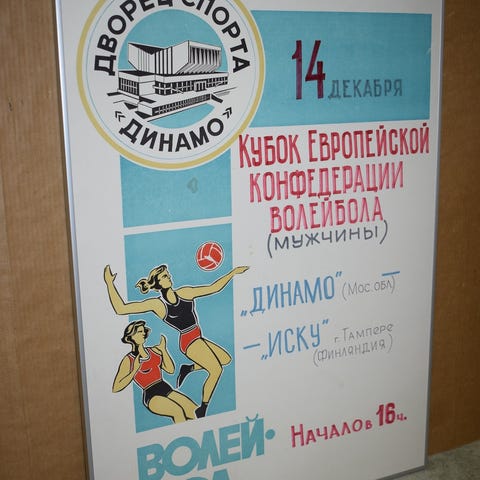 ДВОРЕЦ СПОРТА
„ДИНАМО“
14 ДЕКАБРЯ
КУБОК ЕВРОПЕЙСКОЙ
КОНФЕДЕРАЦИИ
ВОЛЕЙБОЛА
(МУЖЧИНЫ)
„ДИНАМО" (МОС. ОБЛ)
– „ИСКУ" Г. ТАМПЕРЕ
(ФИНЛЯНДИЯ)
НАЧАЛО В 16 Ч.
ВОЛЕЙ•
БОЛ